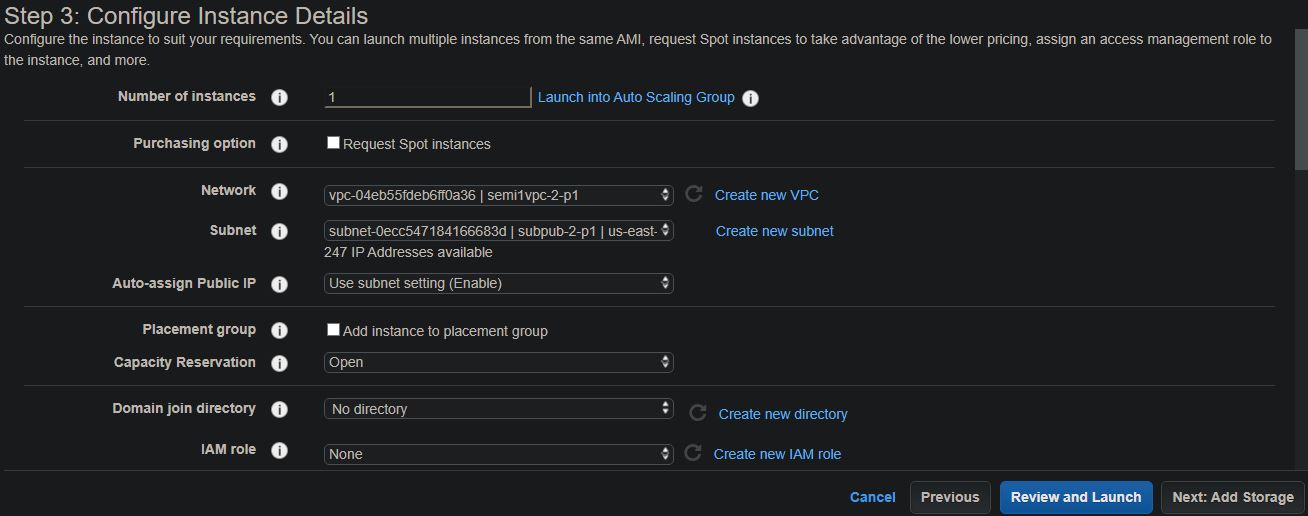 Step 3: Configure Instance Details
Configure the instance to suit your requirements. You can launch multiple instances from the same AMI, request Spot instances to take advantage of the lower pricing, assign an access management role to
the instance, and more.
Number of instances i 1 Launch into Auto Scaling Group i
Purchasing option i Request Spot instances
Network i vpc-04eb55fdeb6ff0a36 | semi1vpc-2-p1 Create new VPC
Subnet i subnet-0ecc547184166683d | subpub-2-p1 | us-east- Create new subnet
247 IP Addresses available
Auto-assign Public IP i Use subnet setting (Enable)
Placement group i Add instance to placement group
Capacity Reservation i Open
Domain join directory i No directory Create new directory
IAM role i None Create new IAM role
Cancel Previous Review and Launch Next: Add Storage